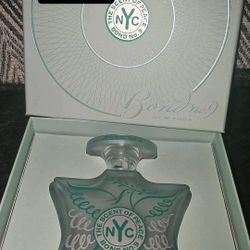 THE SCENT OF PEACE
NYC
BOND NO. 9
Bond No 9
NEW YORK
THE SCENT OF PEACE
NYC
BOND NO. 9